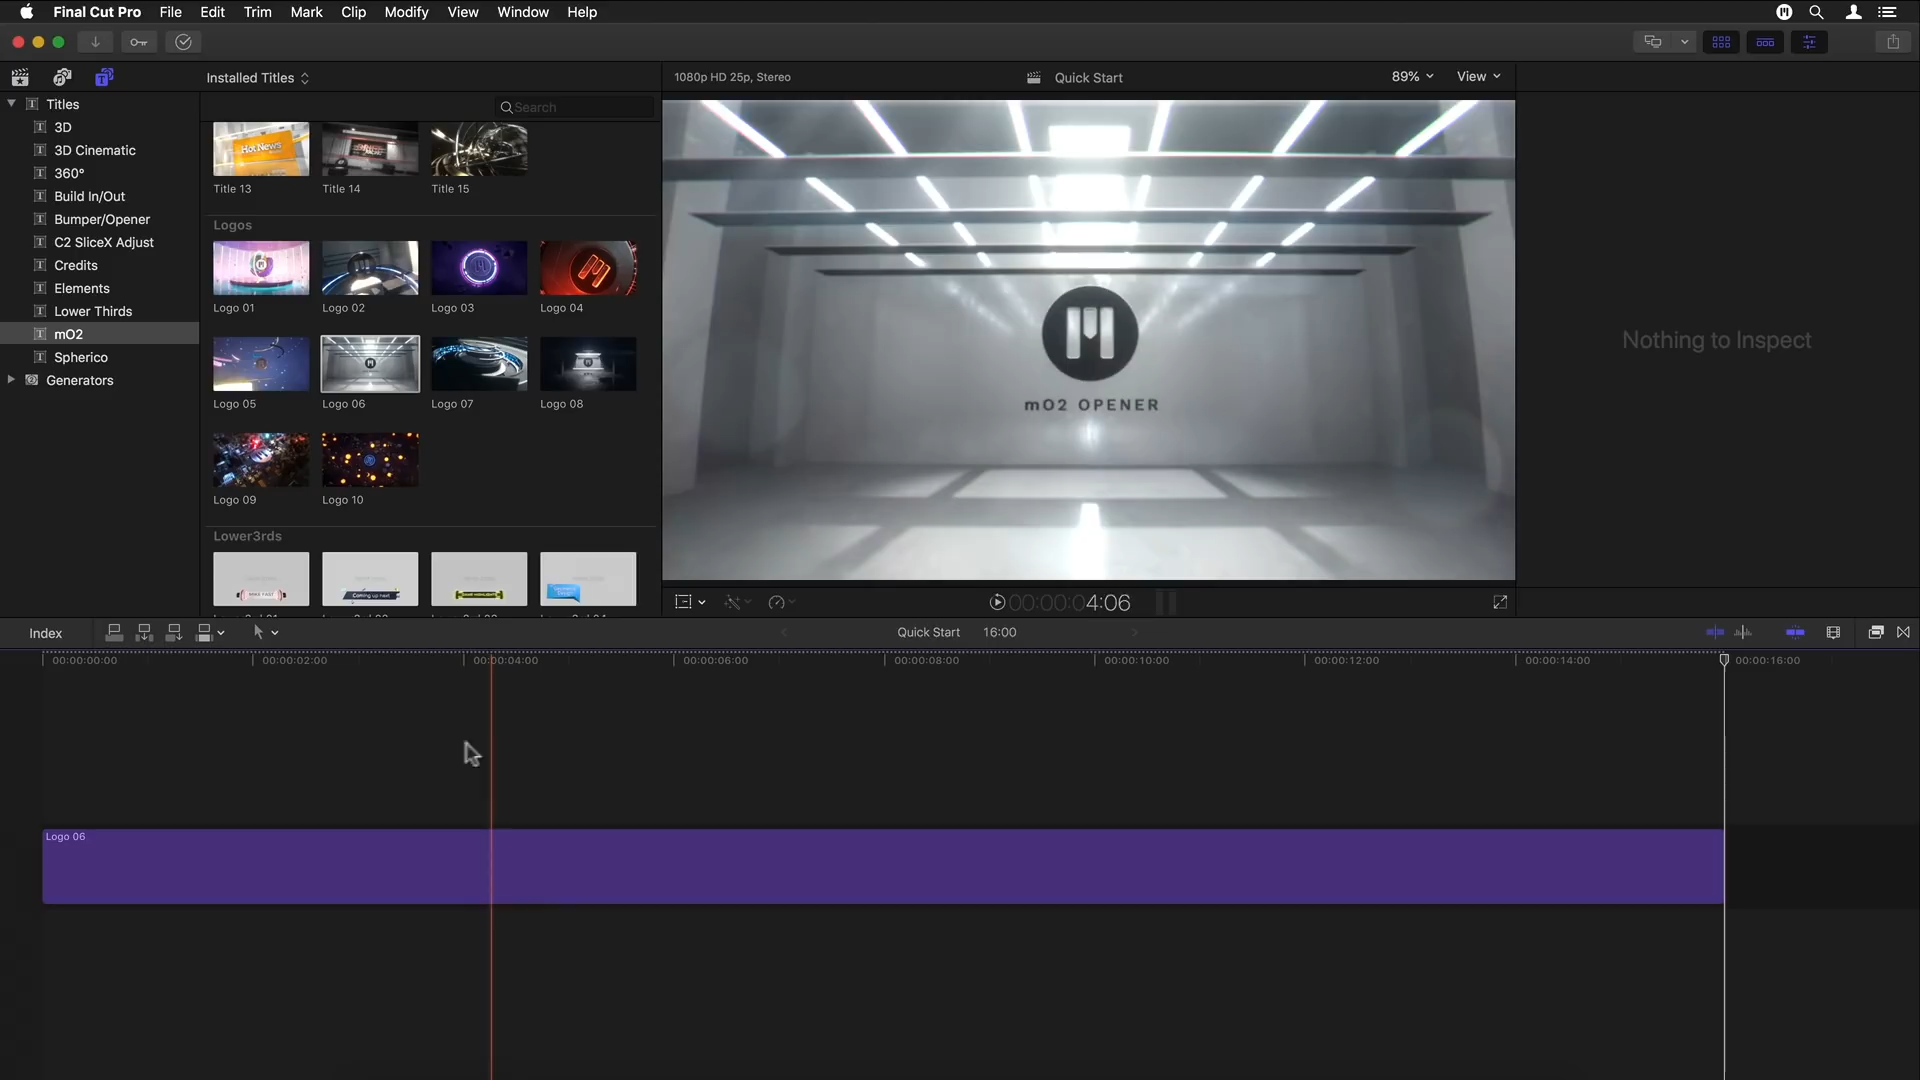 Final Cut Pro File Edit Trim Mark Clip Modify View Window Help
Installed Titles
1080p HD 25p, Stereo
Quick Start
89%
View
Titles
3D
3D Cinematic
360°
Build In/Out
Bumper/Opener
C2 SliceX Adjust
Credits
Elements
Lower Thirds
mO2
Spherico
Generators
Search
Hot News
Title 13 Title 14 Title 15
Logos
Logo 01 Logo 02 Logo 03 Logo 04
Logo 05 Logo 06 Logo 07 Logo 08
Logo 09 Logo 10
Lower3rds
Coming up next
mO2 OPENER
Nothing to Inspect
00:00:04:06
Index
Quick Start 16:00
00:00:00:00 00:00:02:00 00:00:04:00 00:00:06:00 00:00:08:00 00:00:10:00 00:00:12:00 00:00:14:00 00:00:16:00
Logo 06